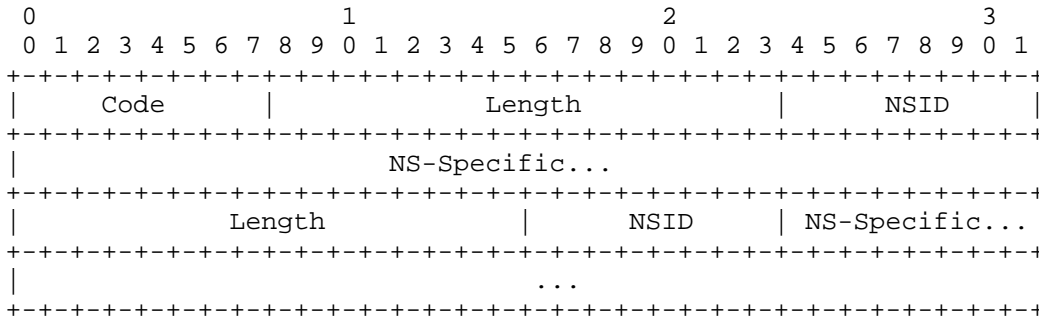 0                   1                   2                   3
 0 1 2 3 4 5 6 7 8 9 0 1 2 3 4 5 6 7 8 9 0 1 2 3 4 5 6 7 8 9 0 1
+-+-+-+-+-+-+-+-+-+-+-+-+-+-+-+-+-+-+-+-+-+-+-+-+-+-+-+-+-+-+-+-+
|     Code      |             Length            |      NSID     |
+-+-+-+-+-+-+-+-+-+-+-+-+-+-+-+-+-+-+-+-+-+-+-+-+-+-+-+-+-+-+-+-+
|                       NS-Specific...
+-+-+-+-+-+-+-+-+-+-+-+-+-+-+-+-+-+-+-+-+-+-+-+-+-+-+-+-+-+-+-+-+
|             Length            |      NSID     | NS-Specific...
+-+-+-+-+-+-+-+-+-+-+-+-+-+-+-+-+-+-+-+-+-+-+-+-+-+-+-+-+-+-+-+-+
|                                ...
+-+-+-+-+-+-+-+-+-+-+-+-+-+-+-+-+-+-+-+-+-+-+-+-+-+-+-+-+-+-+-+-+